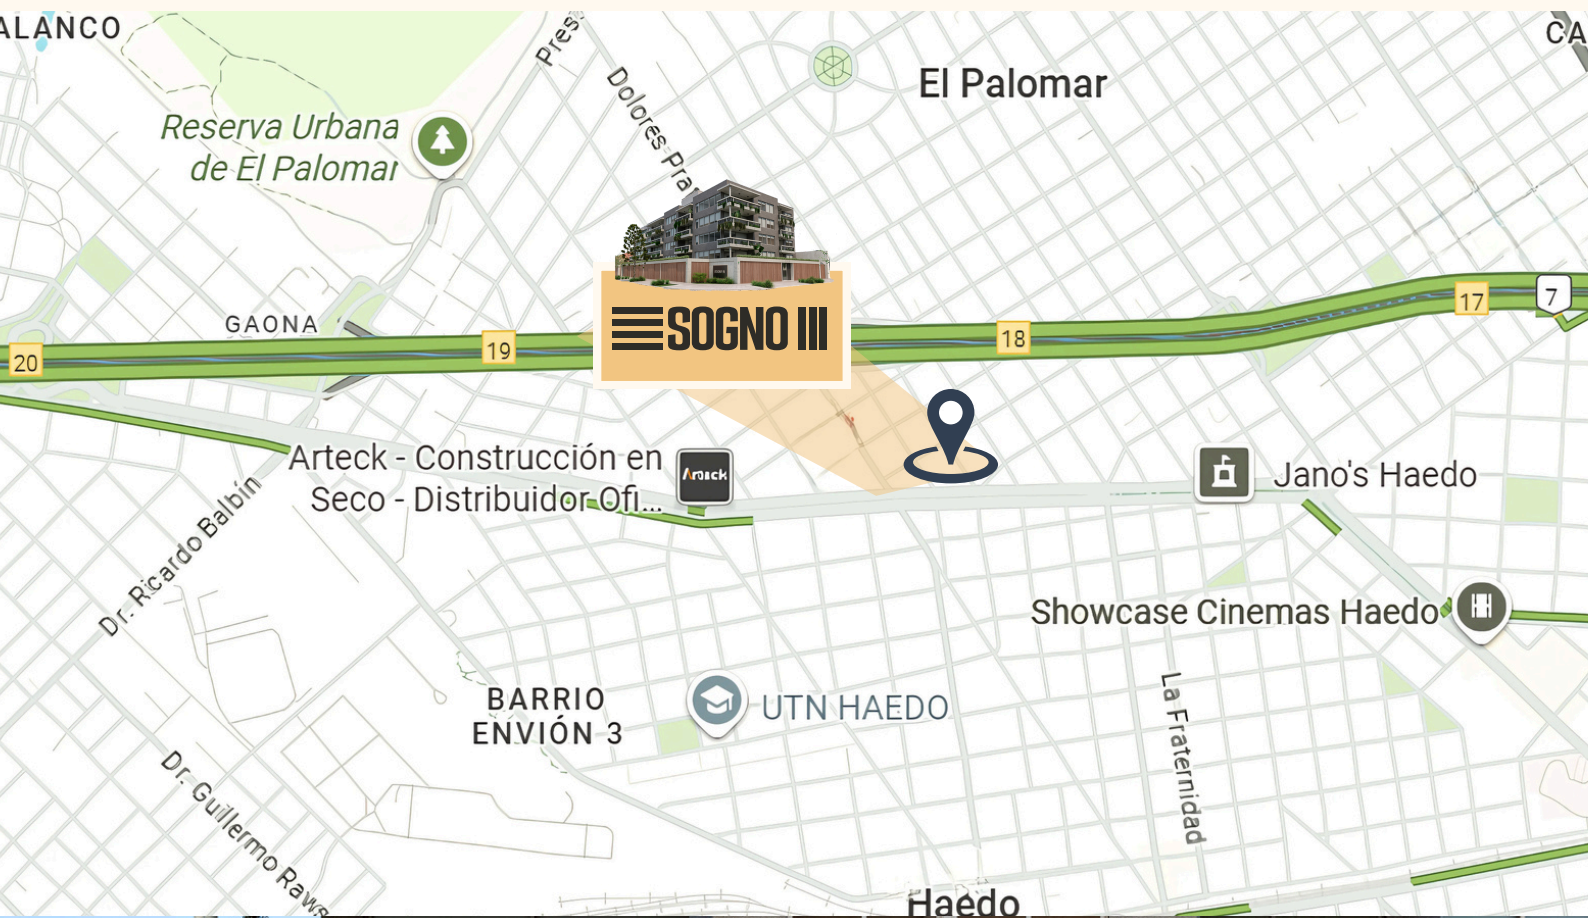 ALANCO
Pres.
CA
El Palomar
Dolores Pra
Reserva Urbana
de El Palomar
SOGNO III
GAONA
20
19
18
17
7
Arteck - Construcción en
Seco - Distribuidor Ofi...
Arteck
Jano's Haedo
Dr. Ricardo Balbín
Showcase Cinemas Haedo
BARRIO
ENVIÓN 3
UTN HAEDO
La Fraternidad
Dr. Guillermo Raws
Haedo